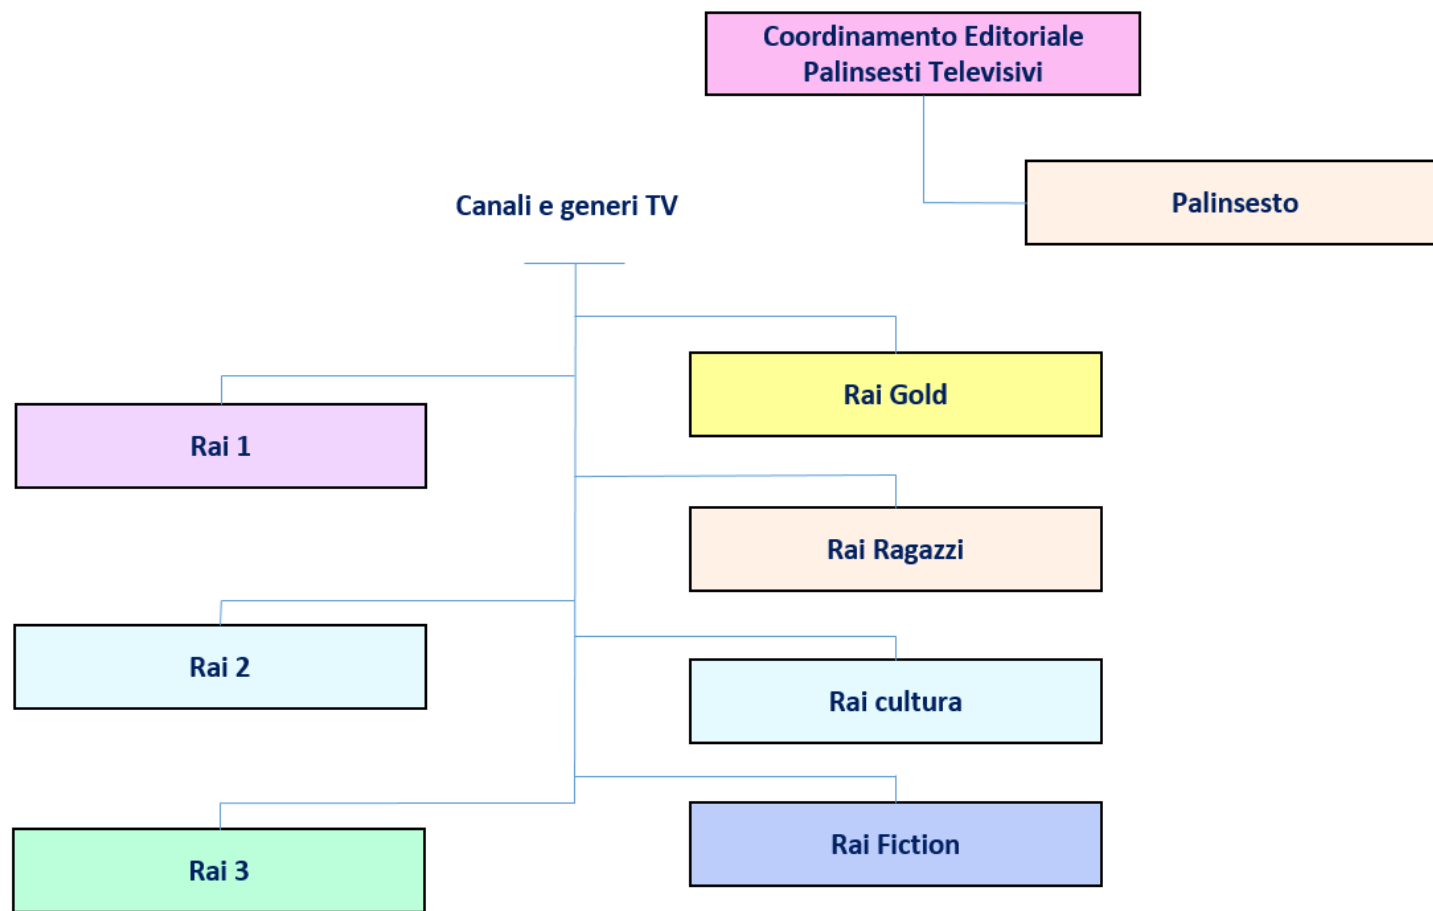 Coordinamento Editoriale
Palinsesti Televisivi
Palinsesto
Canali e generi TV
Rai Gold
Rai 1
Rai Ragazzi
Rai 2
Rai cultura
Rai Fiction
Rai 3